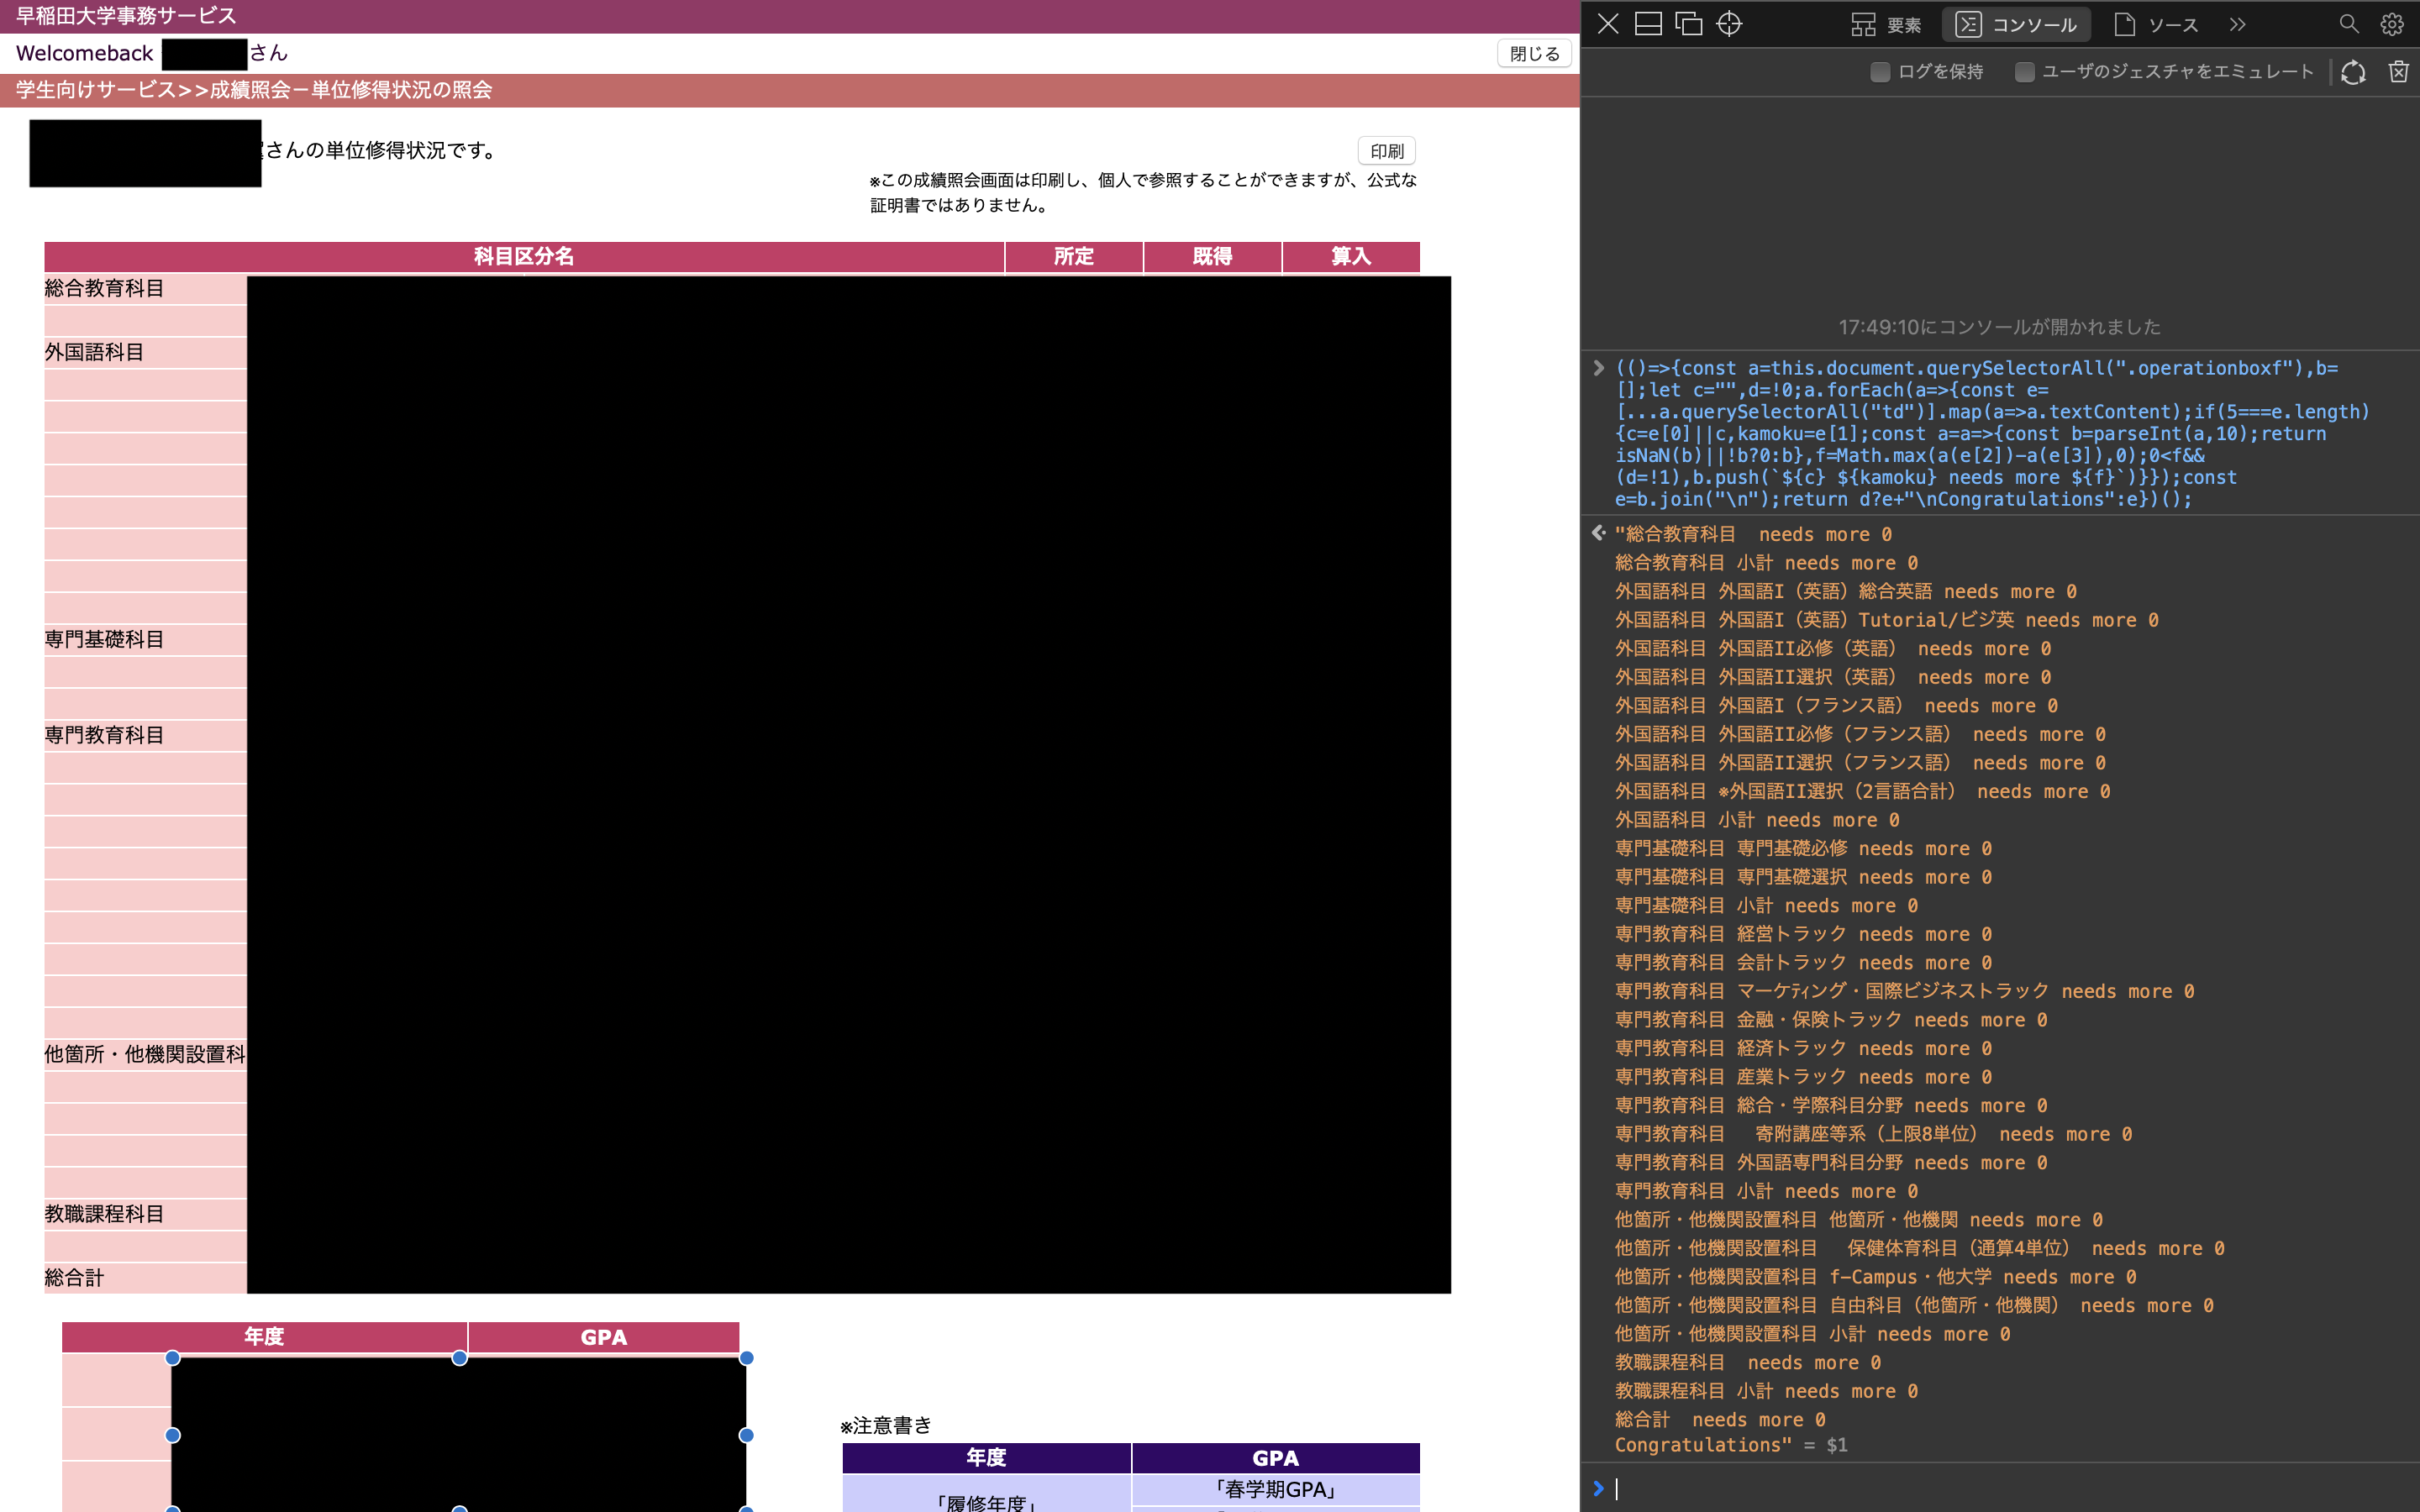 早稲田大学事務サービス
Welcomeback さん
閉じる
学生向けサービス>>成績照会－単位修得状況の照会
さんの単位修得状況です。
印刷
※この成績照会画面は印刷し、個人で参照することができますが、公式な
証明書ではありません。
科目区分名 所定 既得 算入
総合教育科目
外国語科目
専門基礎科目
専門教育科目
他箇所・他機関設置科
教職課程科目
総合計
年度 GPA
※注意書き
年度 GPA
「履修年度」
「春学期GPA」
要素 コンソール ソース
ログを保持 ユーザのジェスチャをエミュレート
17:49:10にコンソールが開かれました
(()=>{const a=this.document.querySelectorAll(".operationboxf"),b=
[];let c="",d=!0;a.forEach(a=>{const e=
[...a.querySelectorAll("td")].map(a=>a.textContent);if(5===e.length)
{c=e[0]||c,kamoku=e[1];const a=a=>{const b=parseInt(a,10);return
isNaN(b)||!b?0:b},f=Math.max(a(e[2])-a(e[3]),0);0<f&&
(d=!1),b.push(`${c} ${kamoku} needs more ${f}`)}});const
e=b.join("\n");return d?e+"\nCongratulations":e})();
"総合教育科目  needs more 0
総合教育科目 小計 needs more 0
外国語科目 外国語I（英語）総合英語 needs more 0
外国語科目 外国語I（英語）Tutorial/ビジ英 needs more 0
外国語科目 外国語II必修（英語） needs more 0
外国語科目 外国語II選択（英語） needs more 0
外国語科目 外国語I（フランス語） needs more 0
外国語科目 外国語II必修（フランス語） needs more 0
外国語科目 外国語II選択（フランス語） needs more 0
外国語科目 ※外国語II選択（2言語合計） needs more 0
外国語科目 小計 needs more 0
専門基礎科目 専門基礎必修 needs more 0
専門基礎科目 専門基礎選択 needs more 0
専門基礎科目 小計 needs more 0
専門教育科目 経営トラック needs more 0
専門教育科目 会計トラック needs more 0
専門教育科目 マーケティング・国際ビジネストラック needs more 0
専門教育科目 金融・保険トラック needs more 0
専門教育科目 経済トラック needs more 0
専門教育科目 産業トラック needs more 0
専門教育科目 総合・学際科目分野 needs more 0
専門教育科目 　寄附講座等系（上限8単位） needs more 0
専門教育科目 外国語専門科目分野 needs more 0
専門教育科目 小計 needs more 0
他箇所・他機関設置科目 他箇所・他機関 needs more 0
他箇所・他機関設置科目 　保健体育科目（通算4単位） needs more 0
他箇所・他機関設置科目 f-Campus・他大学 needs more 0
他箇所・他機関設置科目 自由科目（他箇所・他機関） needs more 0
他箇所・他機関設置科目 小計 needs more 0
教職課程科目  needs more 0
教職課程科目 小計 needs more 0
総合計  needs more 0
Congratulations" = $1